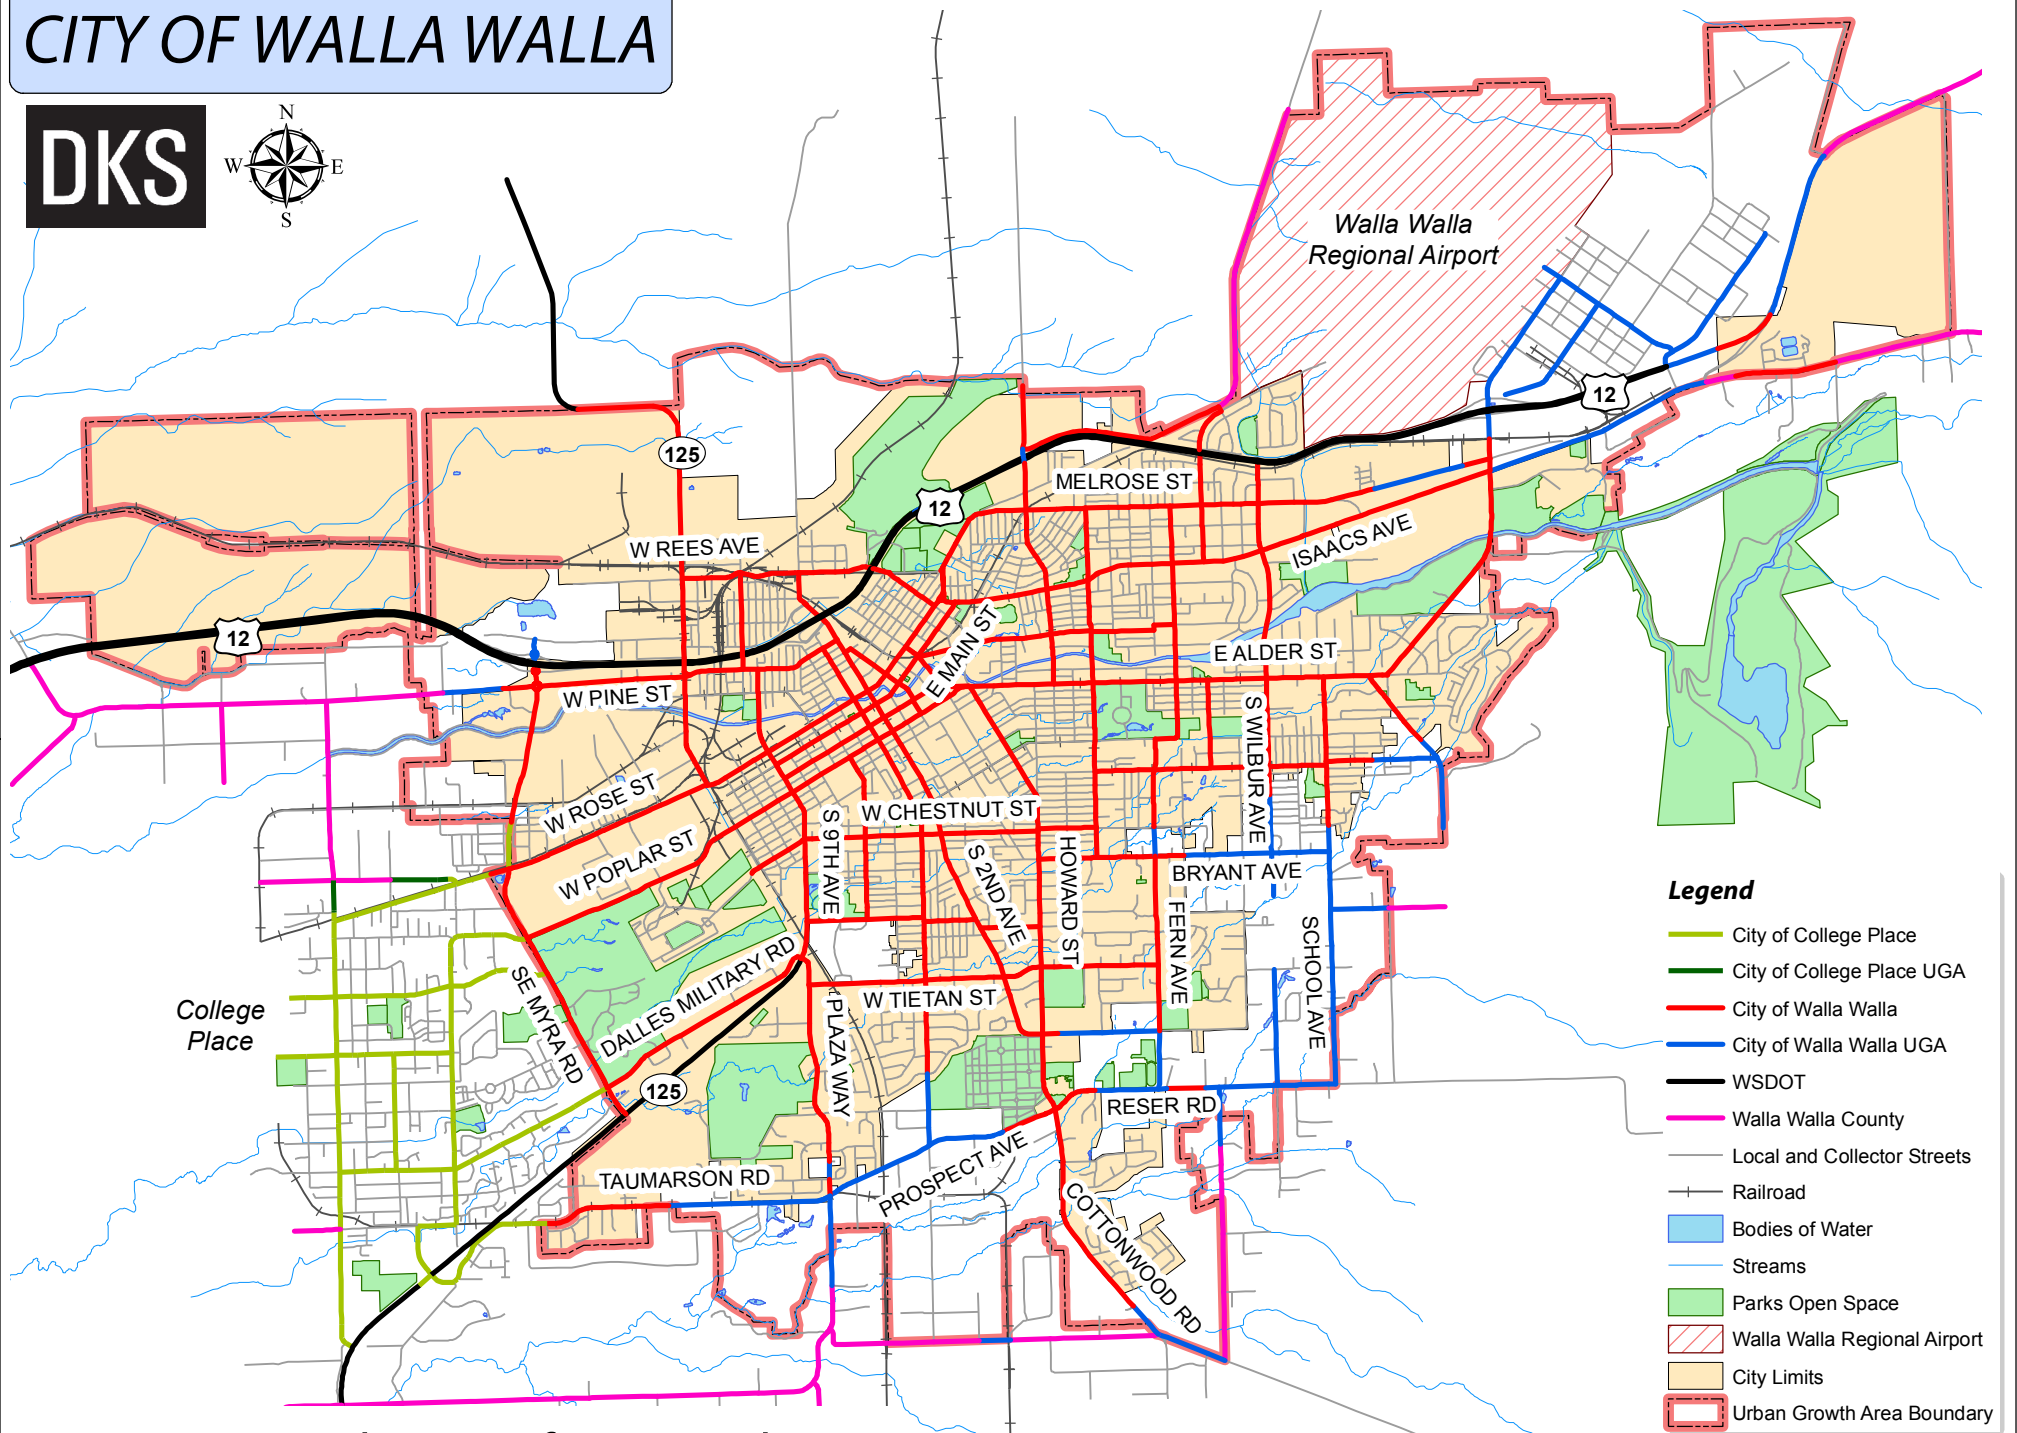 CITY OF WALLA WALLA
DKS
N
W
E
S
Walla Walla
Regional Airport
12
125
12
MELROSE ST
ISAACS AVE
W REES AVE
12
E MAIN ST
E ALDER ST
W PINE ST
S WILBUR AVE
W ROSE ST
W CHESTNUT ST
W POPLAR ST
S 9TH AVE
S 2ND AVE
HOWARD ST
BRYANT AVE
FERN AVE
SCHOOL AVE
College
Place
SE MYRA RD
DALLES MILITARY RD
W TIETAN ST
PLAZA WAY
125
RESER RD
PROSPECT AVE
TAUMARSON RD
COTTONWOOD RD
Legend
City of College Place
City of College Place UGA
City of Walla Walla
City of Walla Walla UGA
WSDOT
Walla Walla County
Local and Collector Streets
Railroad
Bodies of Water
Streams
Parks Open Space
Walla Walla Regional Airport
City Limits
Urban Growth Area Boundary